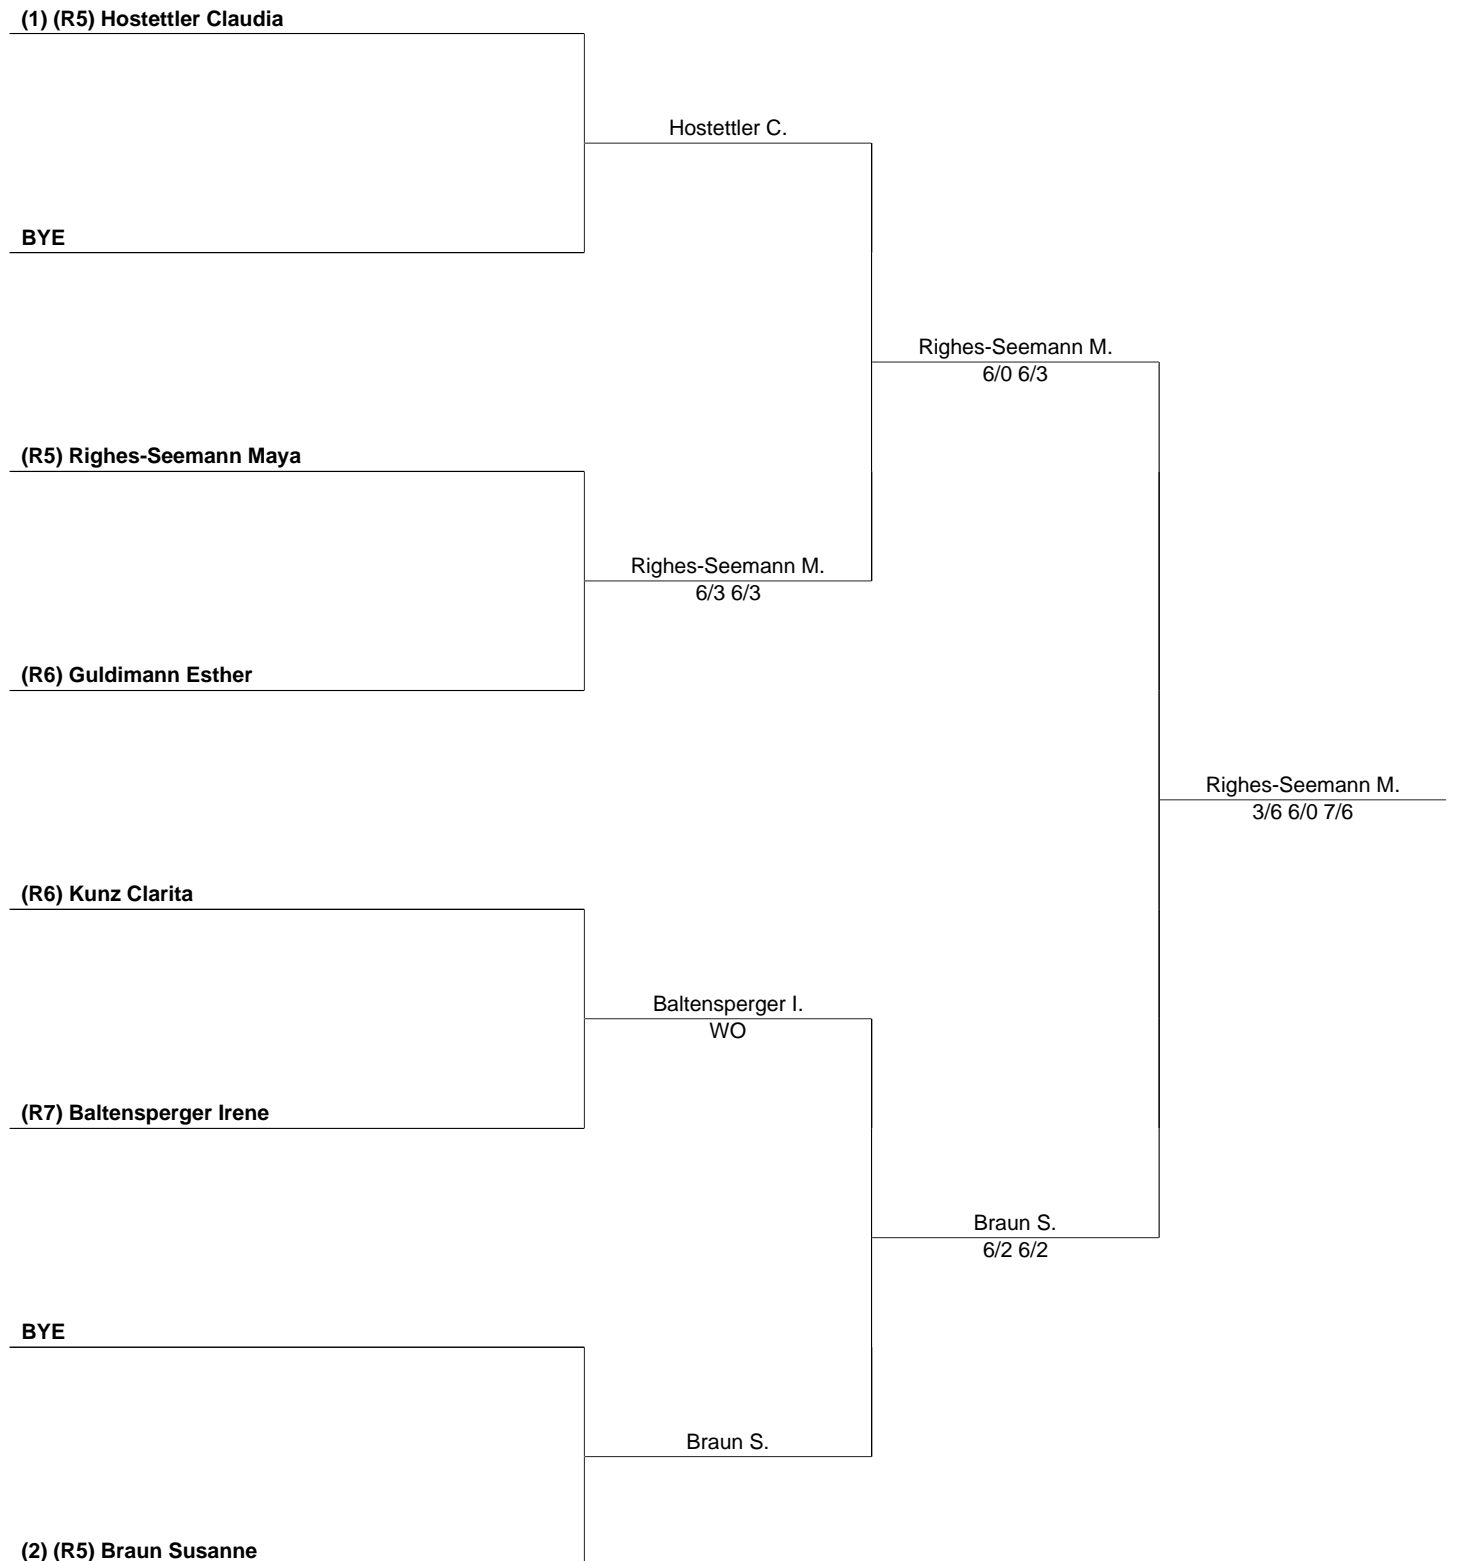 (1) (R5) Hostettler Claudia
Hostettler C.
BYE
Righes-Seemann M.
6/0 6/3
(R5) Righes-Seemann Maya
Righes-Seemann M.
6/3 6/3
(R6) Guldimann Esther
Righes-Seemann M.
3/6 6/0 7/6
(R6) Kunz Clarita
Baltensperger I.
WO
(R7) Baltensperger Irene
Braun S.
6/2 6/2
BYE
Braun S.
(2) (R5) Braun Susanne